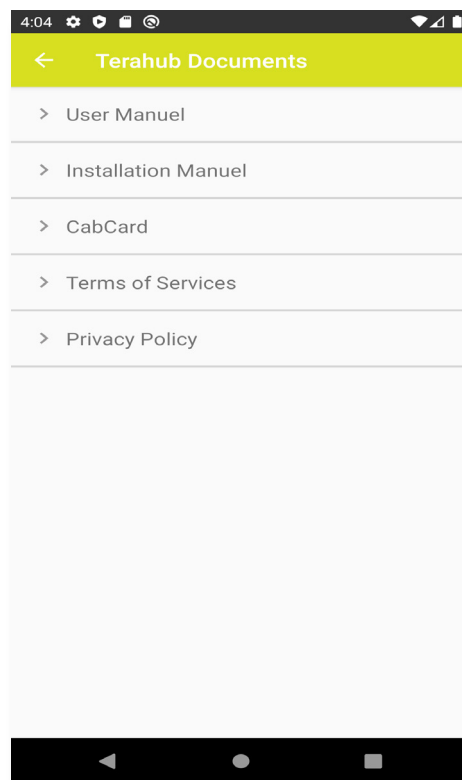 4:04
Terahub Documents
User Manuel
Installation Manuel
CabCard
Terms of Services
Privacy Policy